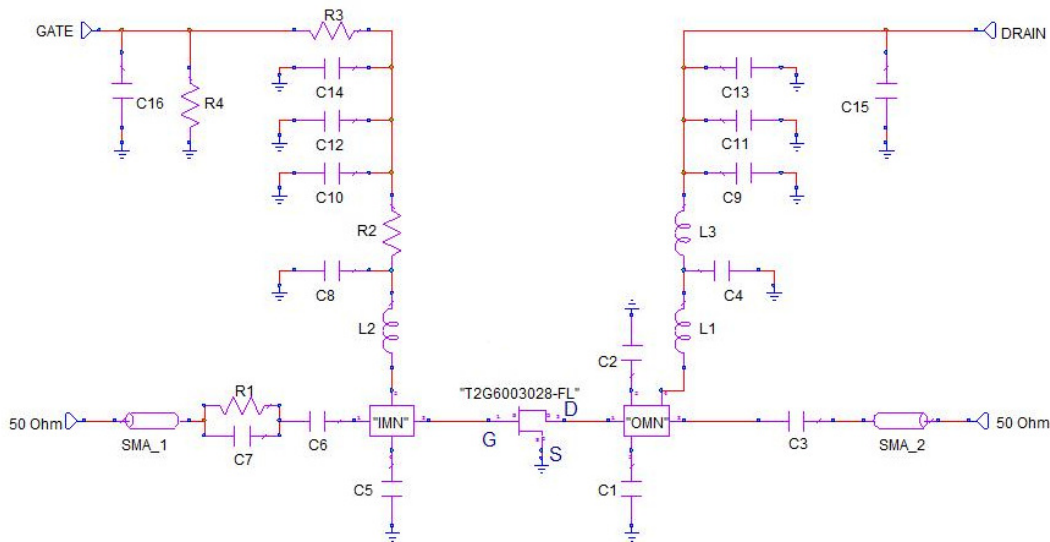 R3
GATE
DRAIN
C14
C13
C16
R4
C15
C12
C11
C10
C9
R2
L3
C8
C4
L2
L1
C2
"T2G6003028-FL"
R1
D
50 Ohm
"IMN"
"OMN"
50 Ohm
SMA_1
C6
G
C3
SMA_2
C7
S
C5
C1